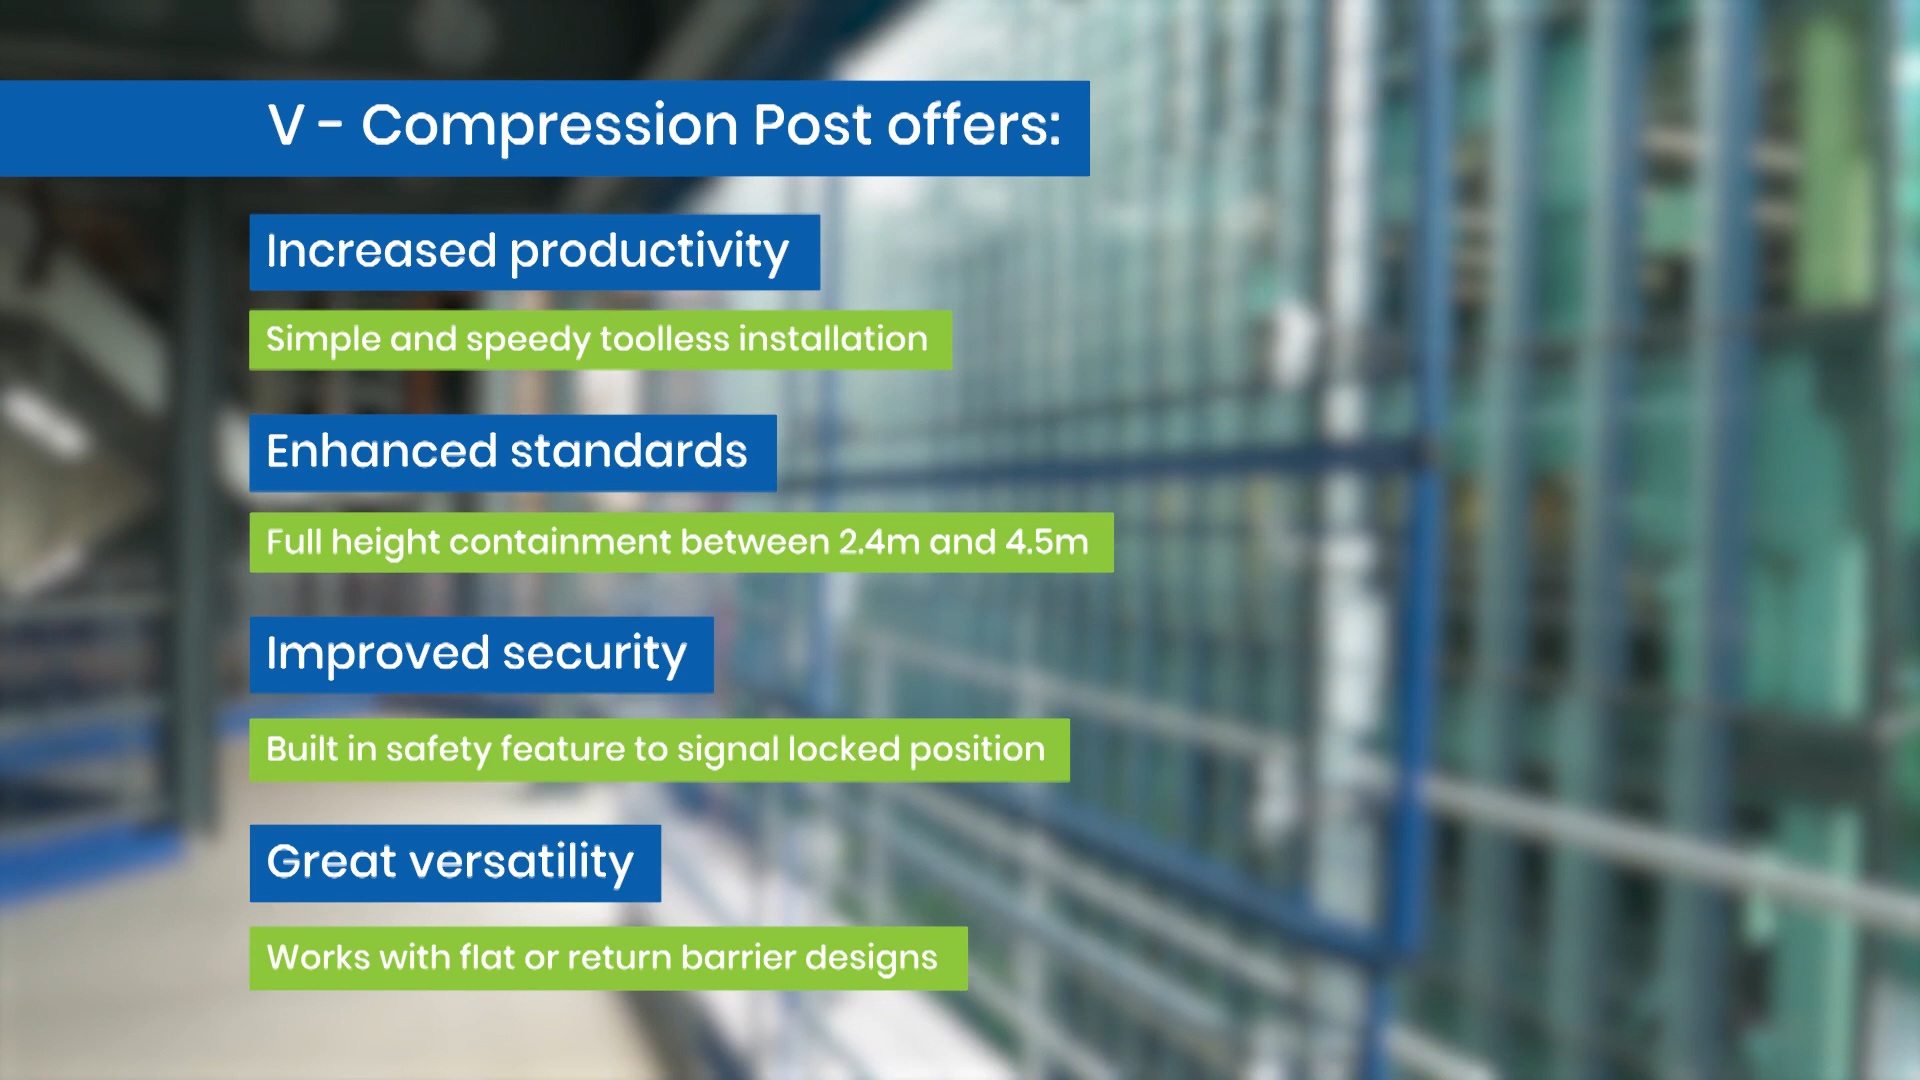 V - Compression Post offers:
Increased productivity
Simple and speedy toolless installation
Enhanced standards
Full height containment between 2.4m and 4.5m
Improved security
Built in safety feature to signal locked position
Great versatility
Works with flat or return barrier designs